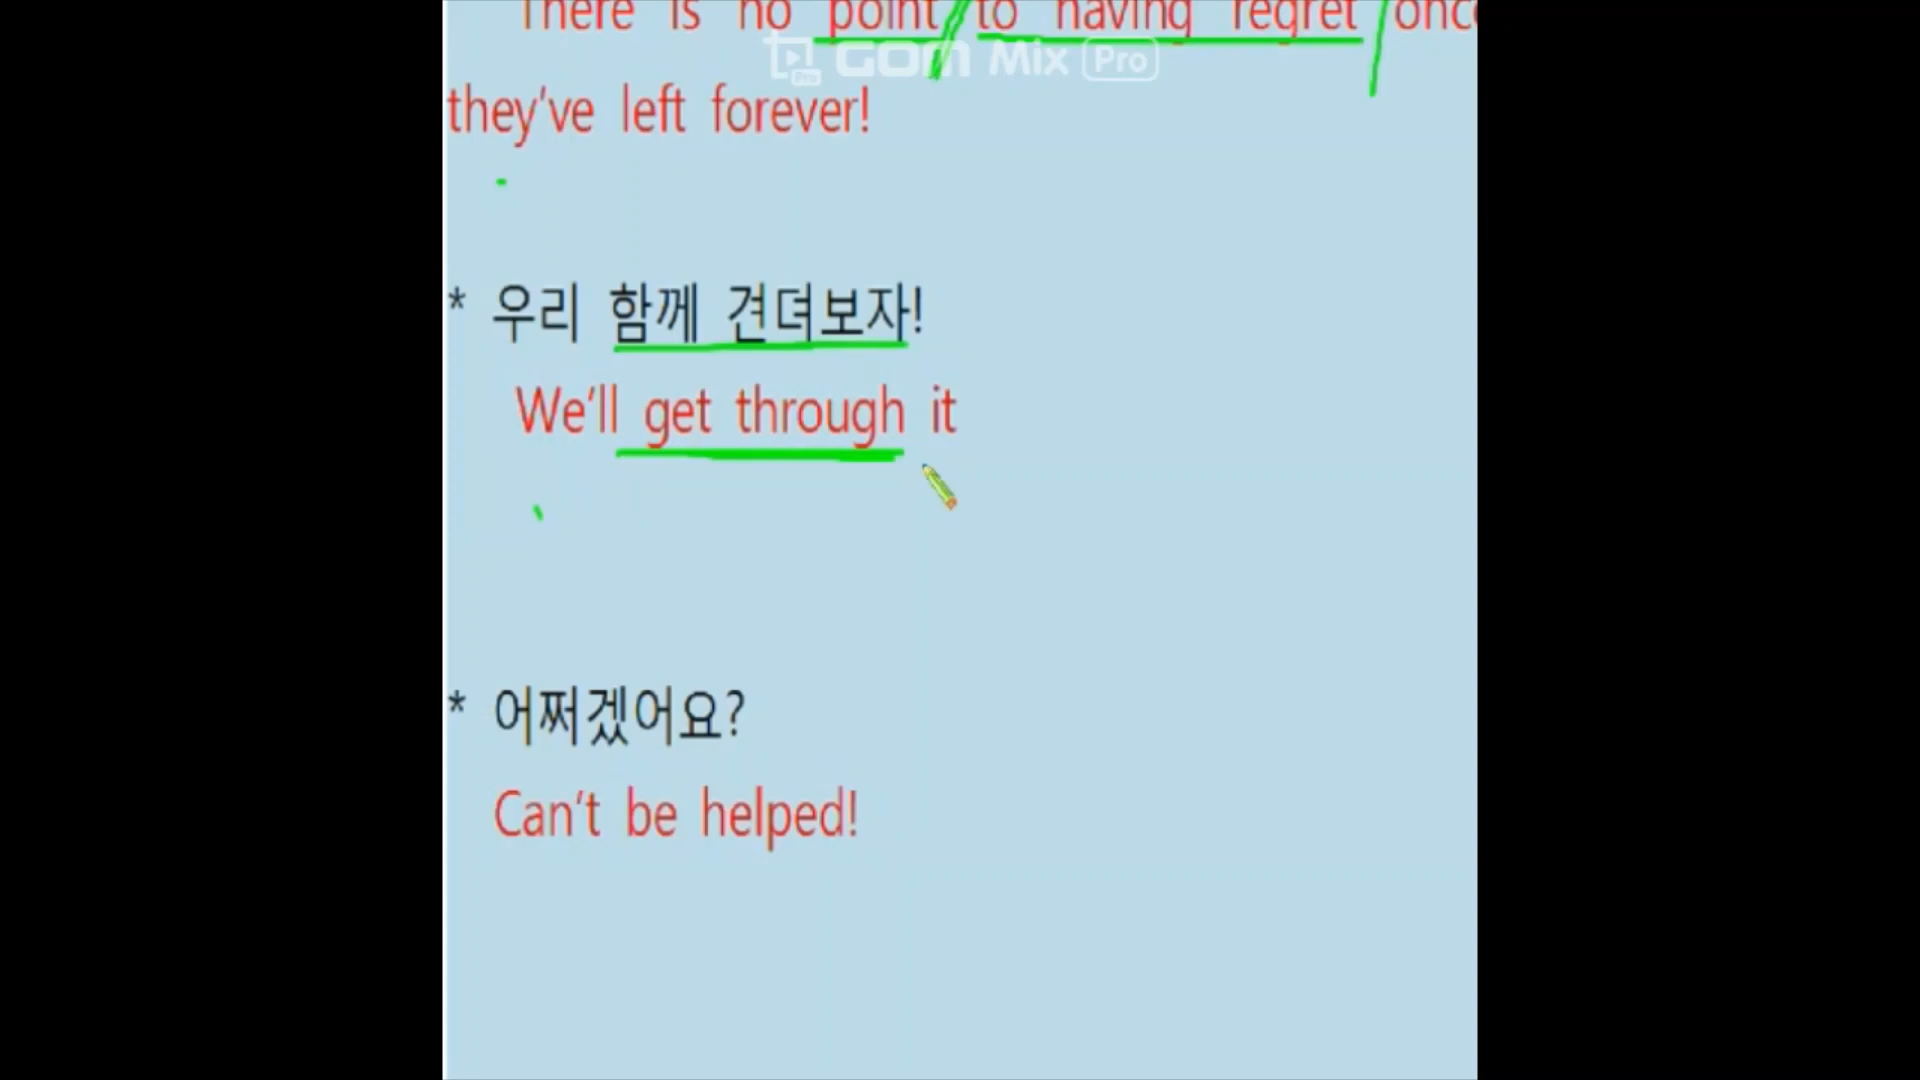 There is no point to having regret once
GOM Mix Pro
they've left forever!
* 우리 함께 견뎌보자!
We'll get through it
* 어쩌겠어요?
Can't be helped!